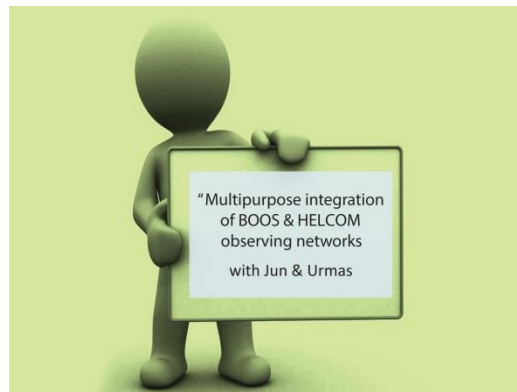 “Multipurpose integration
of BOOS & HELCOM
observing networks
with Jun & Urmas